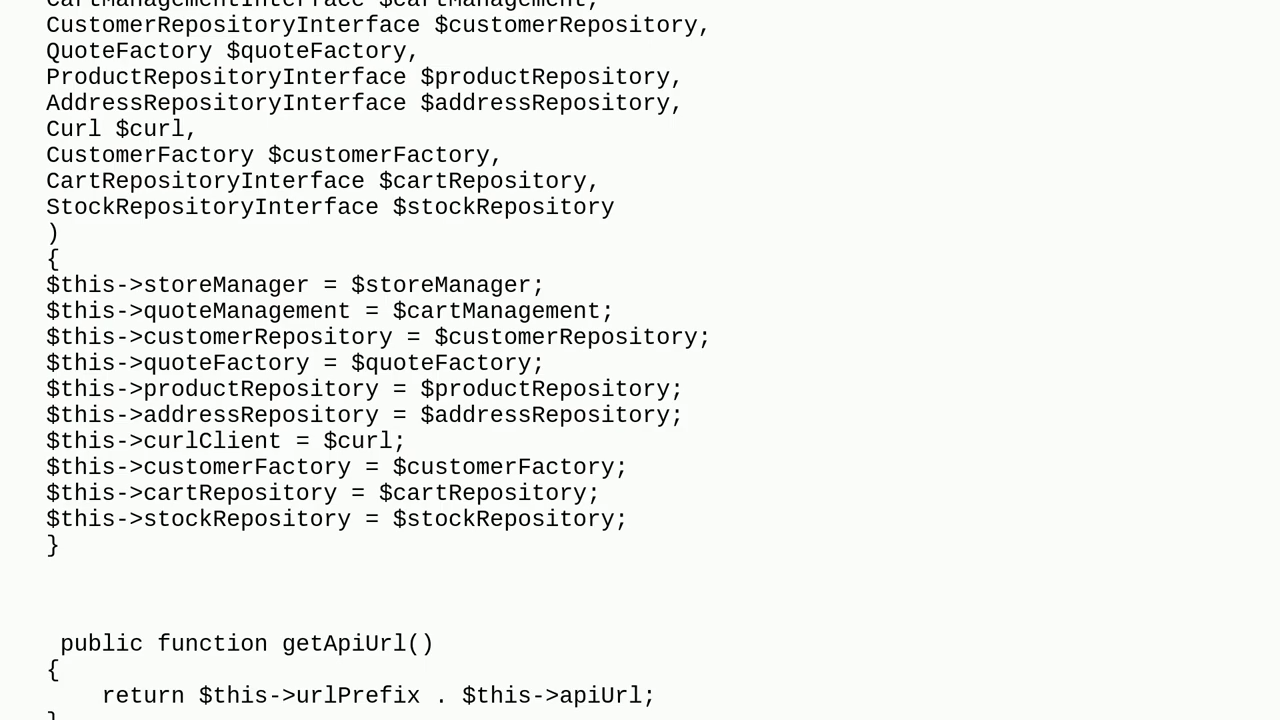 CartManagementInterface $cartManagement,
CustomerRepositoryInterface $customerRepository,
QuoteFactory $quoteFactory,
ProductRepositoryInterface $productRepository,
AddressRepositoryInterface $addressRepository,
Curl $curl,
CustomerFactory $customerFactory,
CartRepositoryInterface $cartRepository,
StockRepositoryInterface $stockRepository
)
{
$this->storeManager = $storeManager;
$this->quoteManagement = $cartManagement;
$this->customerRepository = $customerRepository;
$this->quoteFactory = $quoteFactory;
$this->productRepository = $productRepository;
$this->addressRepository = $addressRepository;
$this->curlClient = $curl;
$this->customerFactory = $customerFactory;
$this->cartRepository = $cartRepository;
$this->stockRepository = $stockRepository;
}
public function getApiUrl()
{
return $this->urlPrefix . $this->apiUrl;
}